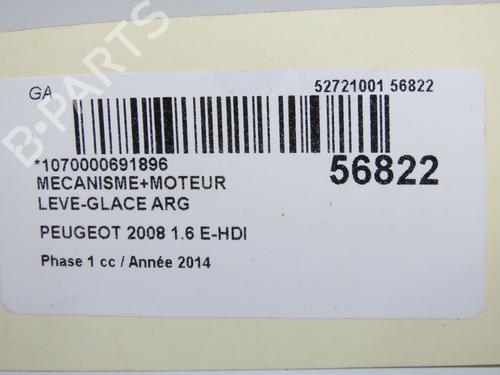 GA
52721001 56822
*1070000691896
56822
MECANISME+MOTEUR
LEVE-GLACE ARG
PEUGEOT 2008 1.6 E-HDI
Phase 1 cc / Année 2014
B-PARTS